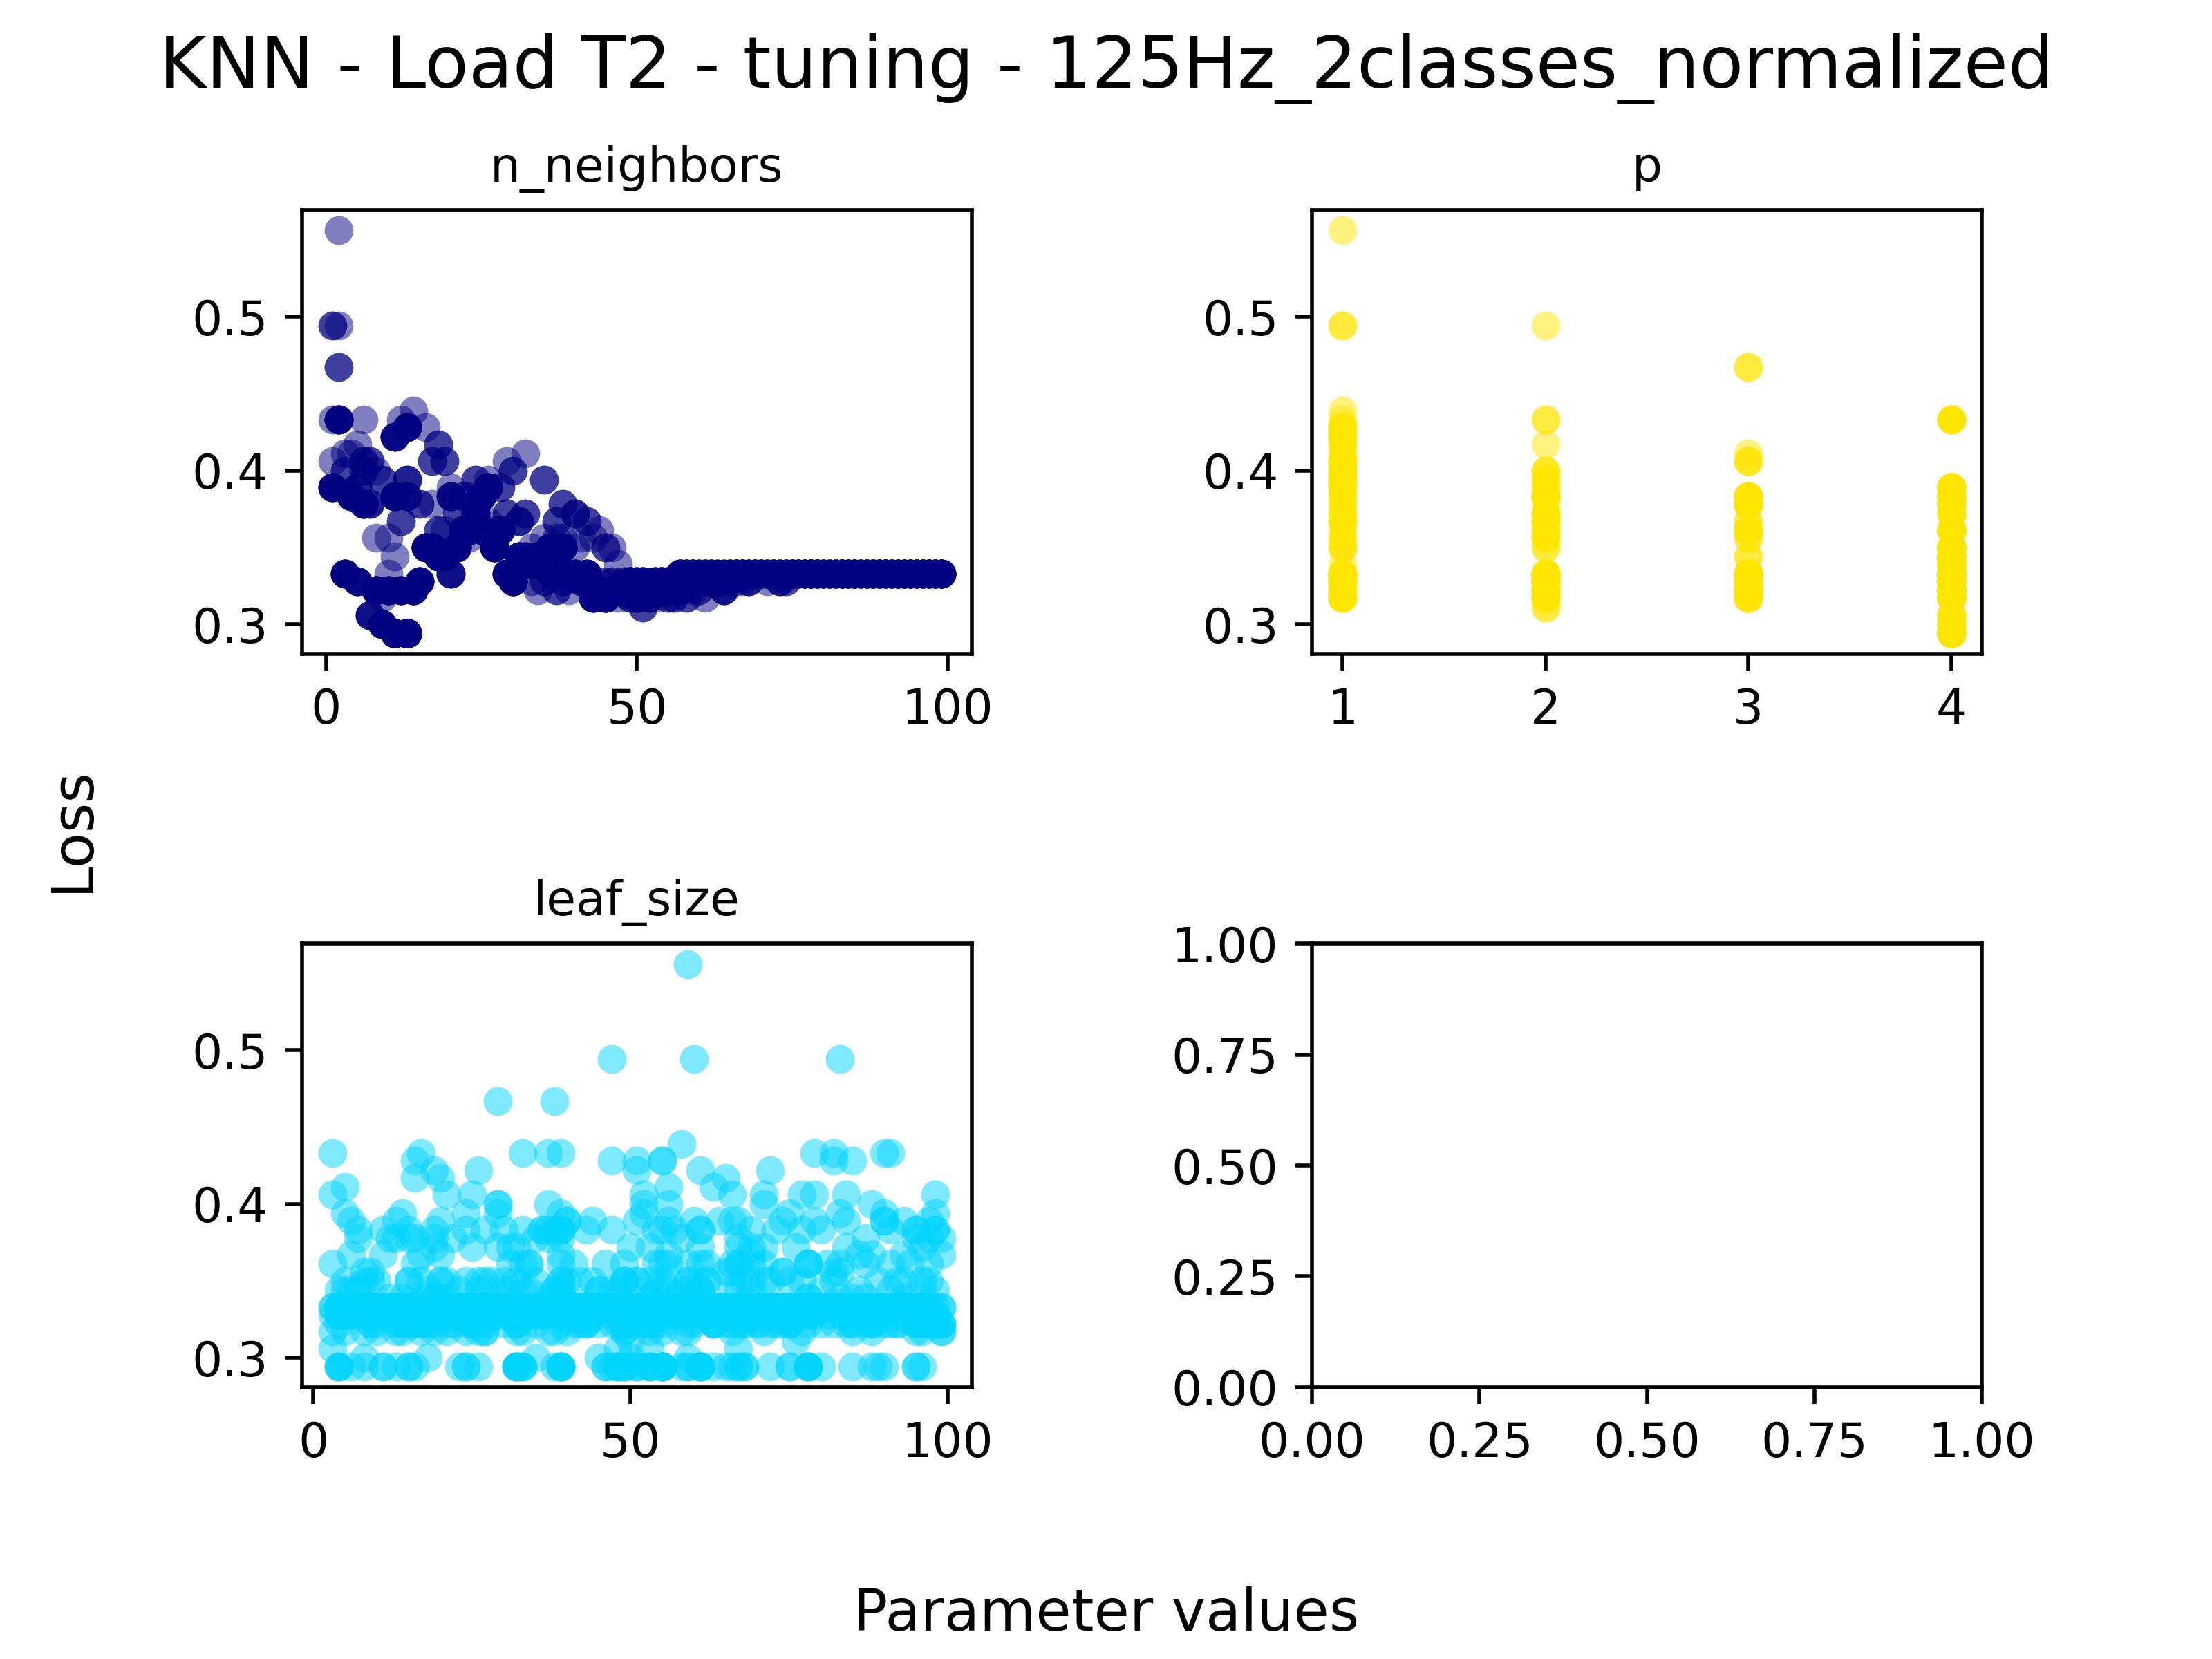 KNN - Load T2 - tuning - 125Hz_2classes_normalized
n_neighbors
0.5
0.4
0.3
0 50 100
p
0.5
0.4
0.3
1 2 3 4
Loss
leaf_size
0.5
0.4
0.3
0 50 100
1.00
0.75
0.50
0.25
0.00
0.00 0.25 0.50 0.75 1.00
Parameter values